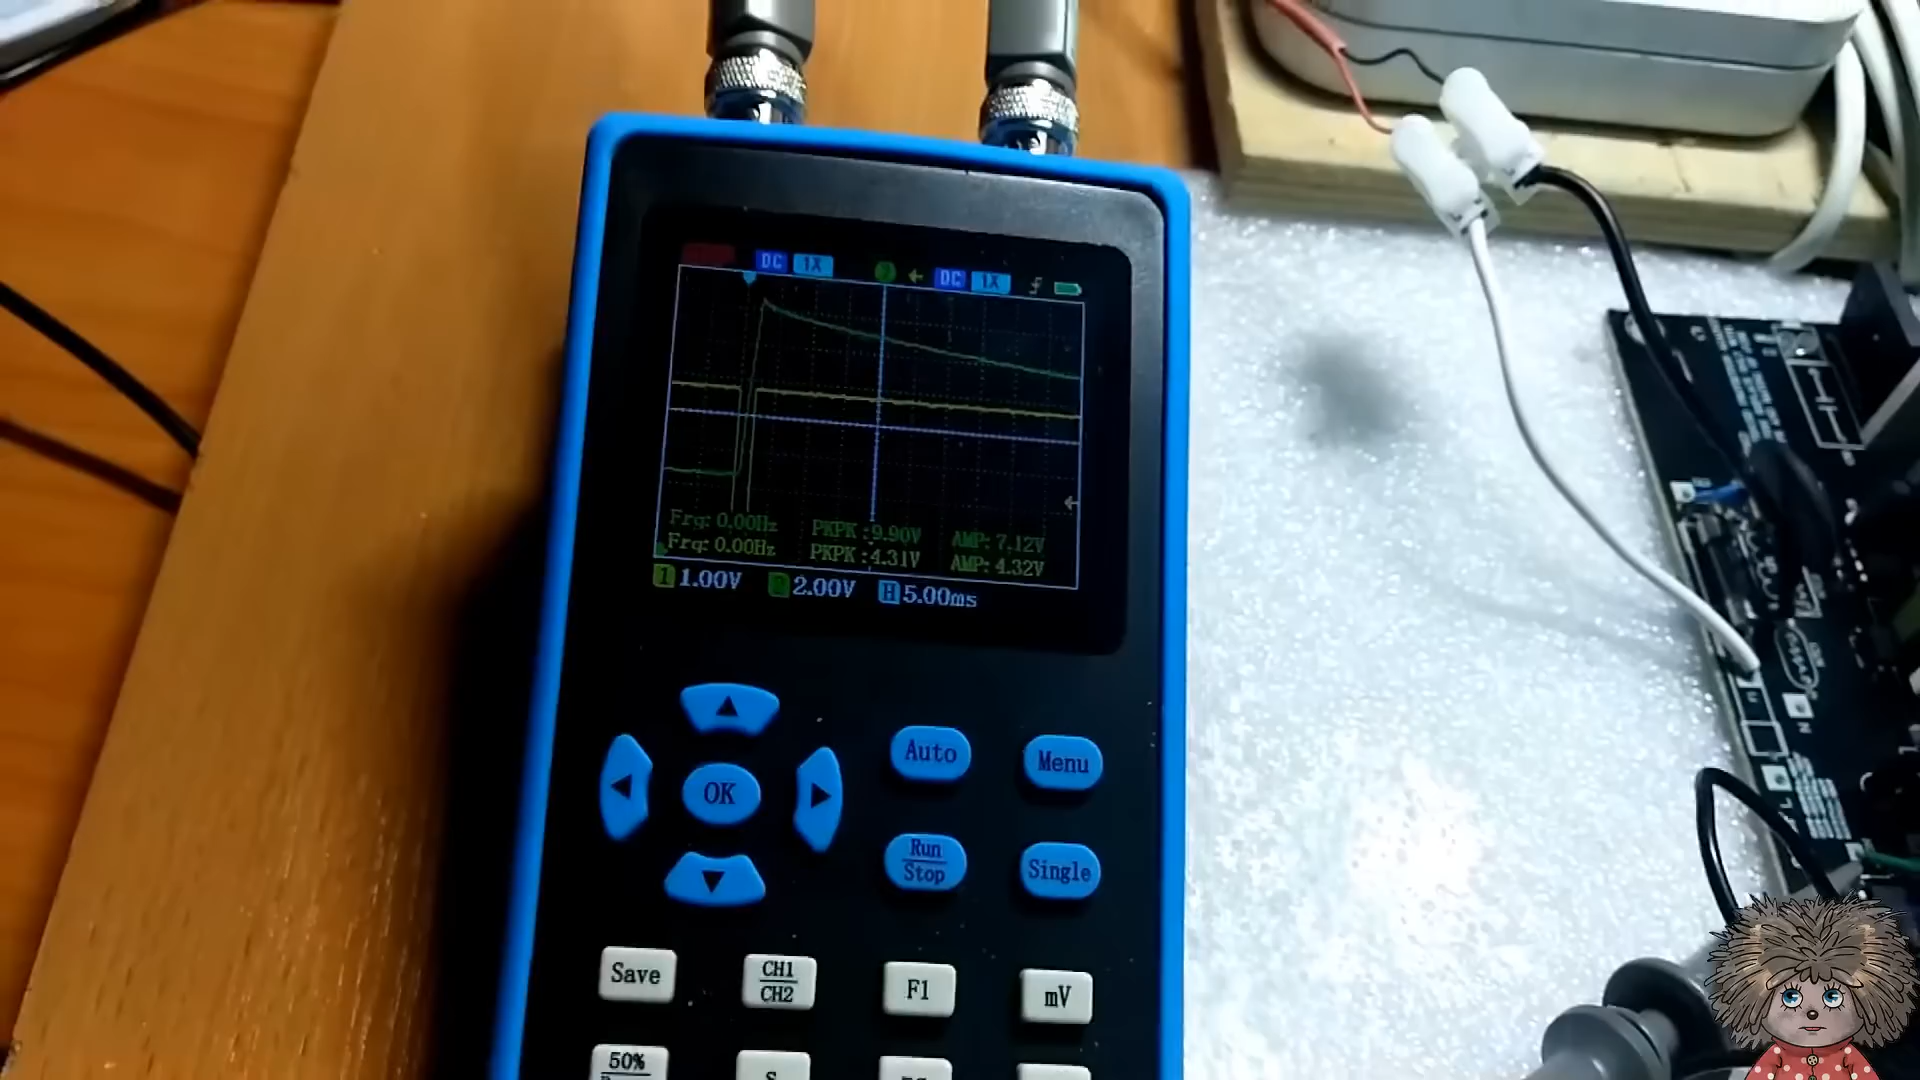 DC 1X DC 1X
Frq: 0.00Hz PKPK :9.90V AMP: 7.12V
Frq: 0.00Hz PKPK :4.31V AMP: 4.32V
1 1.00V 2.00V H 5.00ms
Auto
Menu
OK
Run
Stop
Single
Save
CH1
CH2
F1
mV
50%